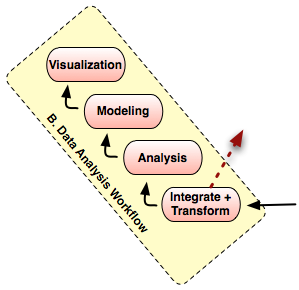 Visualization
Modeling
Analysis
Integrate +
Transform
B. Data Analysis Workflow